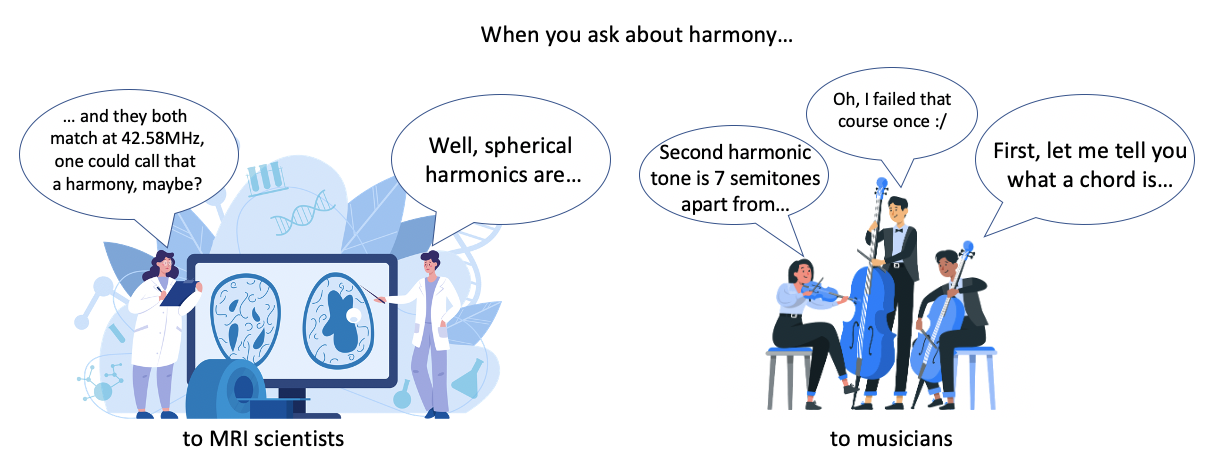 When you ask about harmony...
... and they both
match at 42.58MHz,
one could call that
a harmony, maybe?
Well, spherical
harmonics are...
Second harmonic
tone is 7 semitones
apart from...
Oh, I failed that
course once :/
First, let me tell you
what a chord is...
to MRI scientists
to musicians